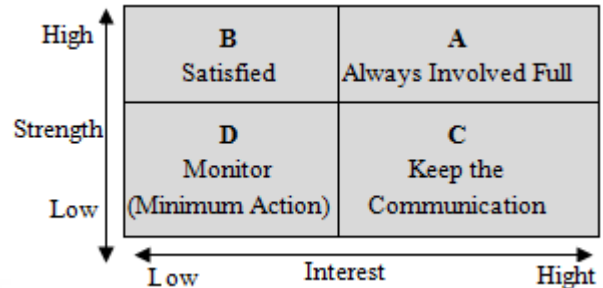 High
B
Satisfied
A
Always Involved Full
Strength
D
Monitor
(Minimum Action)
C
Keep the
Communication
Low
Low
Interest
Hight